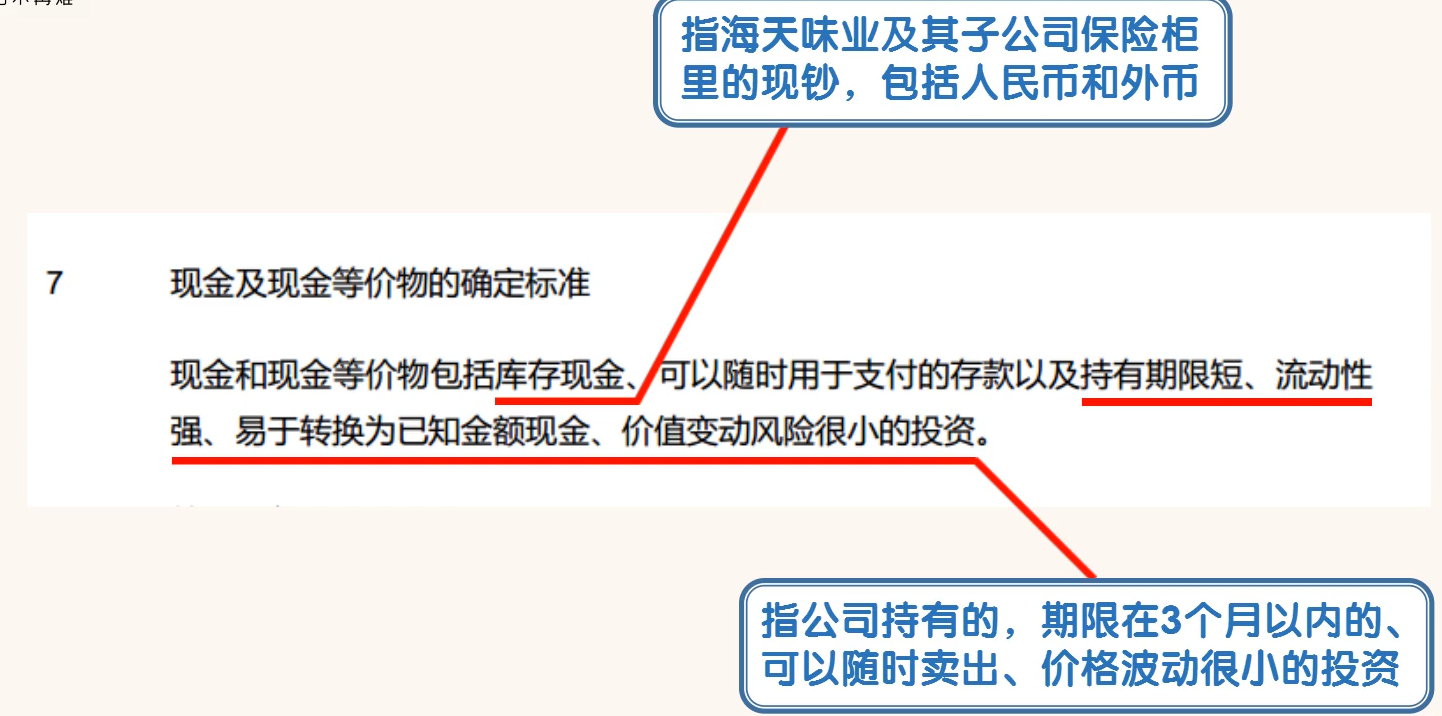 指海天味业及其子公司保险柜
里的现钞，包括人民币和外币
7 现金及现金等价物的确定标准
现金和现金等价物包括库存现金、可以随时用于支付的存款以及持有期限短、流动性
强、易于转换为已知金额现金、价值变动风险很小的投资。
指公司持有的，期限在3个月以内的、
可以随时卖出、价格波动很小的投资